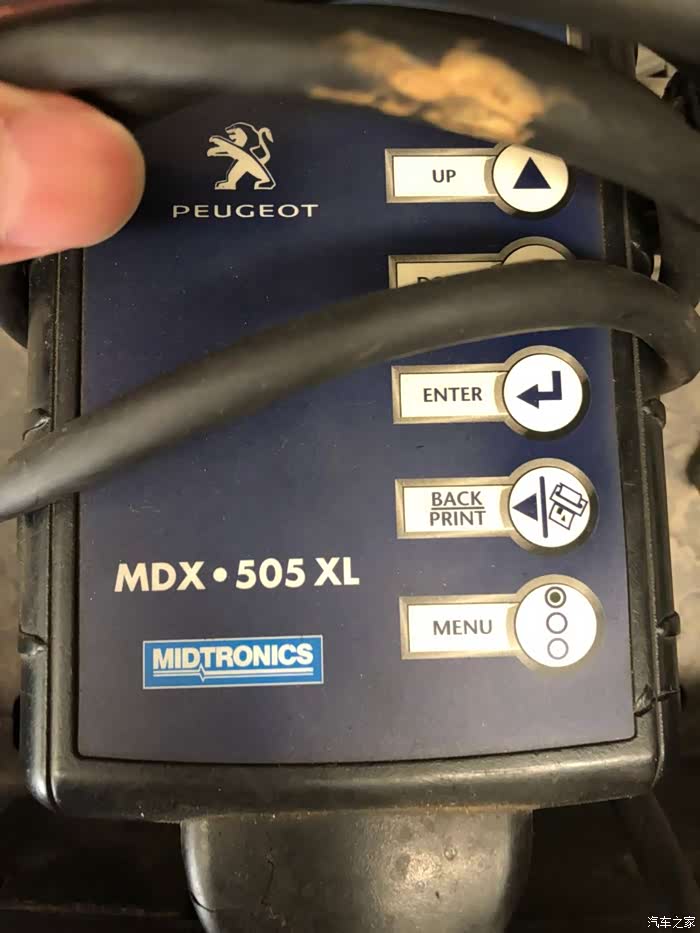 UP
PEUGEOT
ENTER
BACK
PRINT
MDX•505 XL
MENU
MIDTRONICS
汽车之家